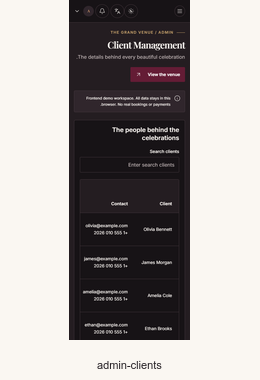 THE GRAND VENUE / ADMIN
Client Management
.The details behind every beautiful celebration
View the venue
Frontend demo workspace. All data stays in this
.browser. No real bookings or payments
The people behind the
celebrations
Search clients
Enter search clients
Contact Client
olivia@example.com
2026 010 555 1+
Olivia Bennett
james@example.com
2026 010 555 1+
James Morgan
amelia@example.com
2026 010 555 1+
Amelia Cole
ethan@example.com
2026 010 555 1+
Ethan Brooks
admin-clients